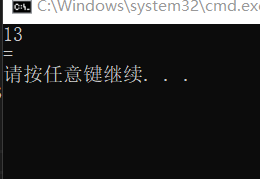 C:\Windows\system32\cmd.exe
13
=
请按任意键继续. . .